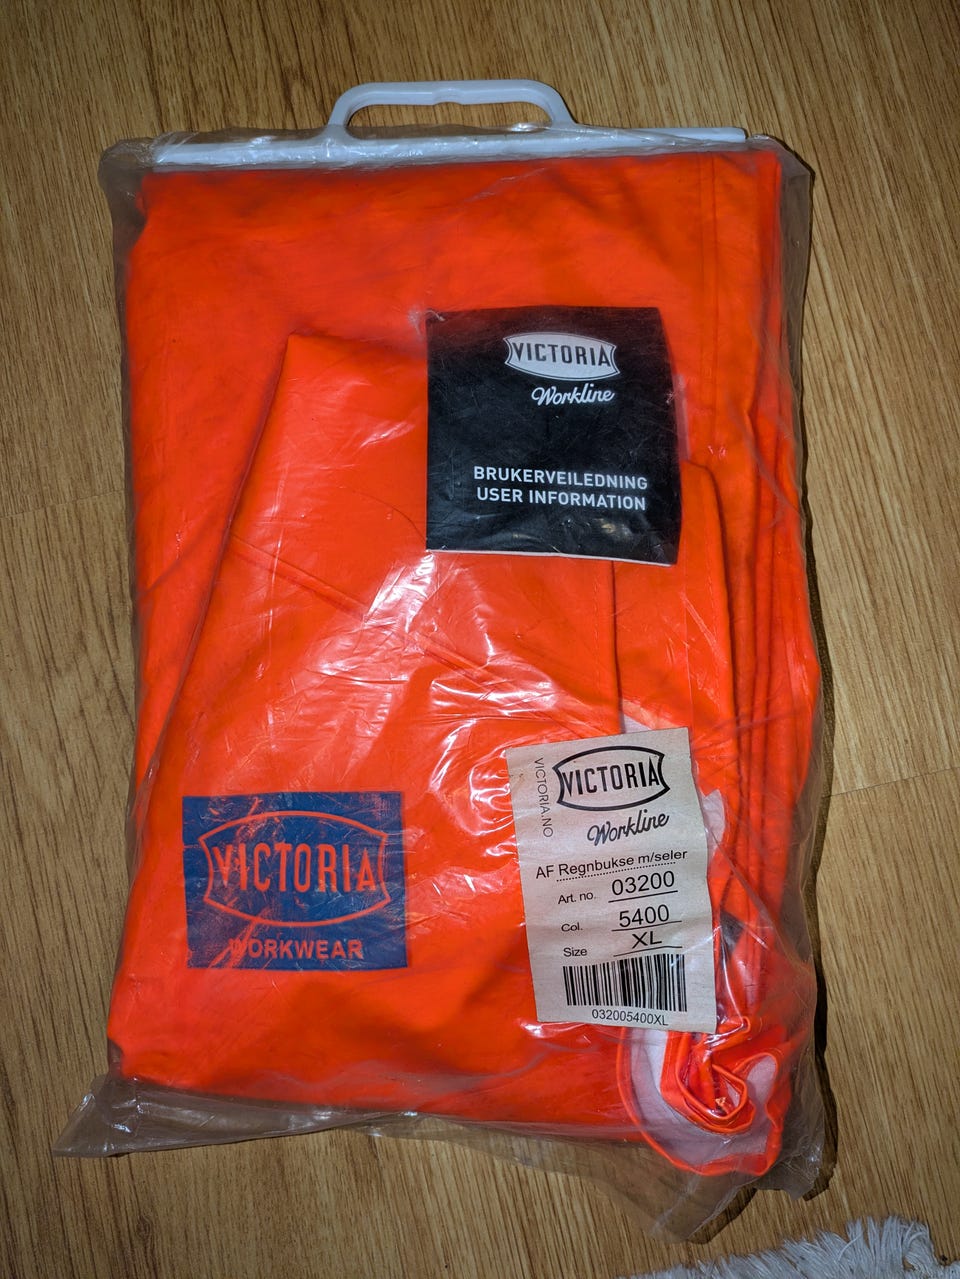 VICTORIA
Workline
BRUKERVEILEDNING
USER INFORMATION
VICTORIA
WORKWEAR
VICTORIA.NO
VICTORIA
Workline
AF Regnbukse m/seler
Art. no. 03200
Col. 5400
Size XL
032005400XL